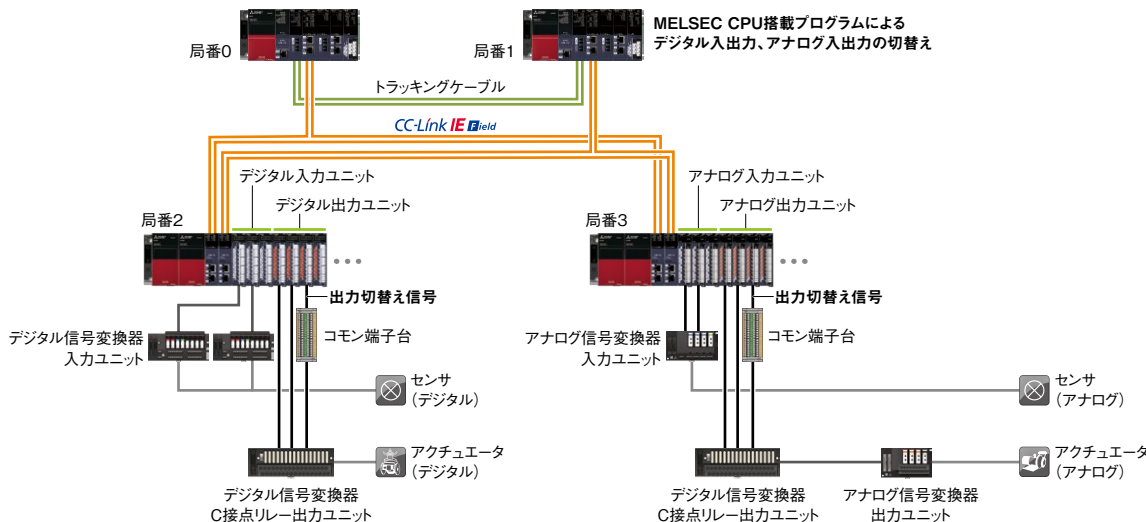 局番0
局番1
MELSEC CPU搭載プログラムによる
デジタル入出力、アナログ入出力の切替え
トラッキングケーブル
CC-Link IE Field
デジタル入力ユニット
デジタル出力ユニット
局番2
アナログ入力ユニット
アナログ出力ユニット
局番3
出力切替え信号
デジタル信号変換器
入力ユニット
コモン端子台
センサ
(デジタル)
アクチュエータ
(デジタル)
デジタル信号変換器
C接点リレー出力ユニット
出力切替え信号
アナログ信号変換器
入力ユニット
コモン端子台
センサ
(アナログ)
アクチュエータ
(アナログ)
デジタル信号変換器
C接点リレー出力ユニット
アナログ信号変換器
出力ユニット